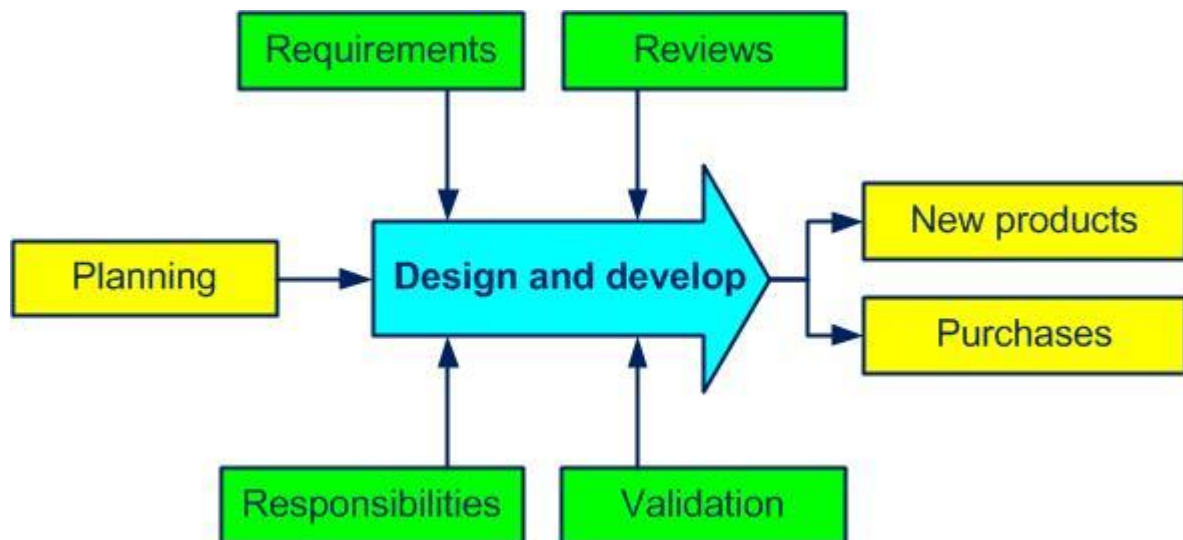 Requirements
Reviews
Planning
Design and develop
New products
Purchases
Responsibilities
Validation